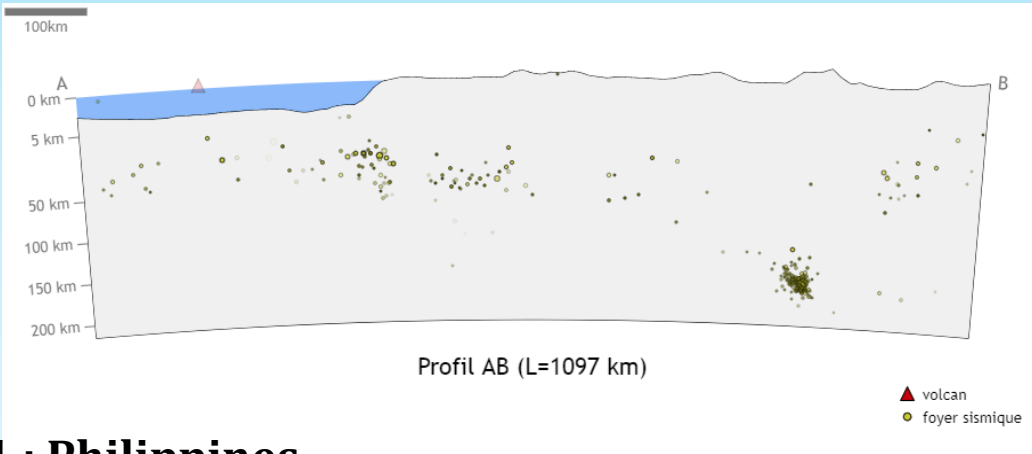 100km
A
B
0 km
5 km
50 km
100 km
150 km
200 km
Profil AB (L=1097 km)
volcan
foyer sismique
: Philippines